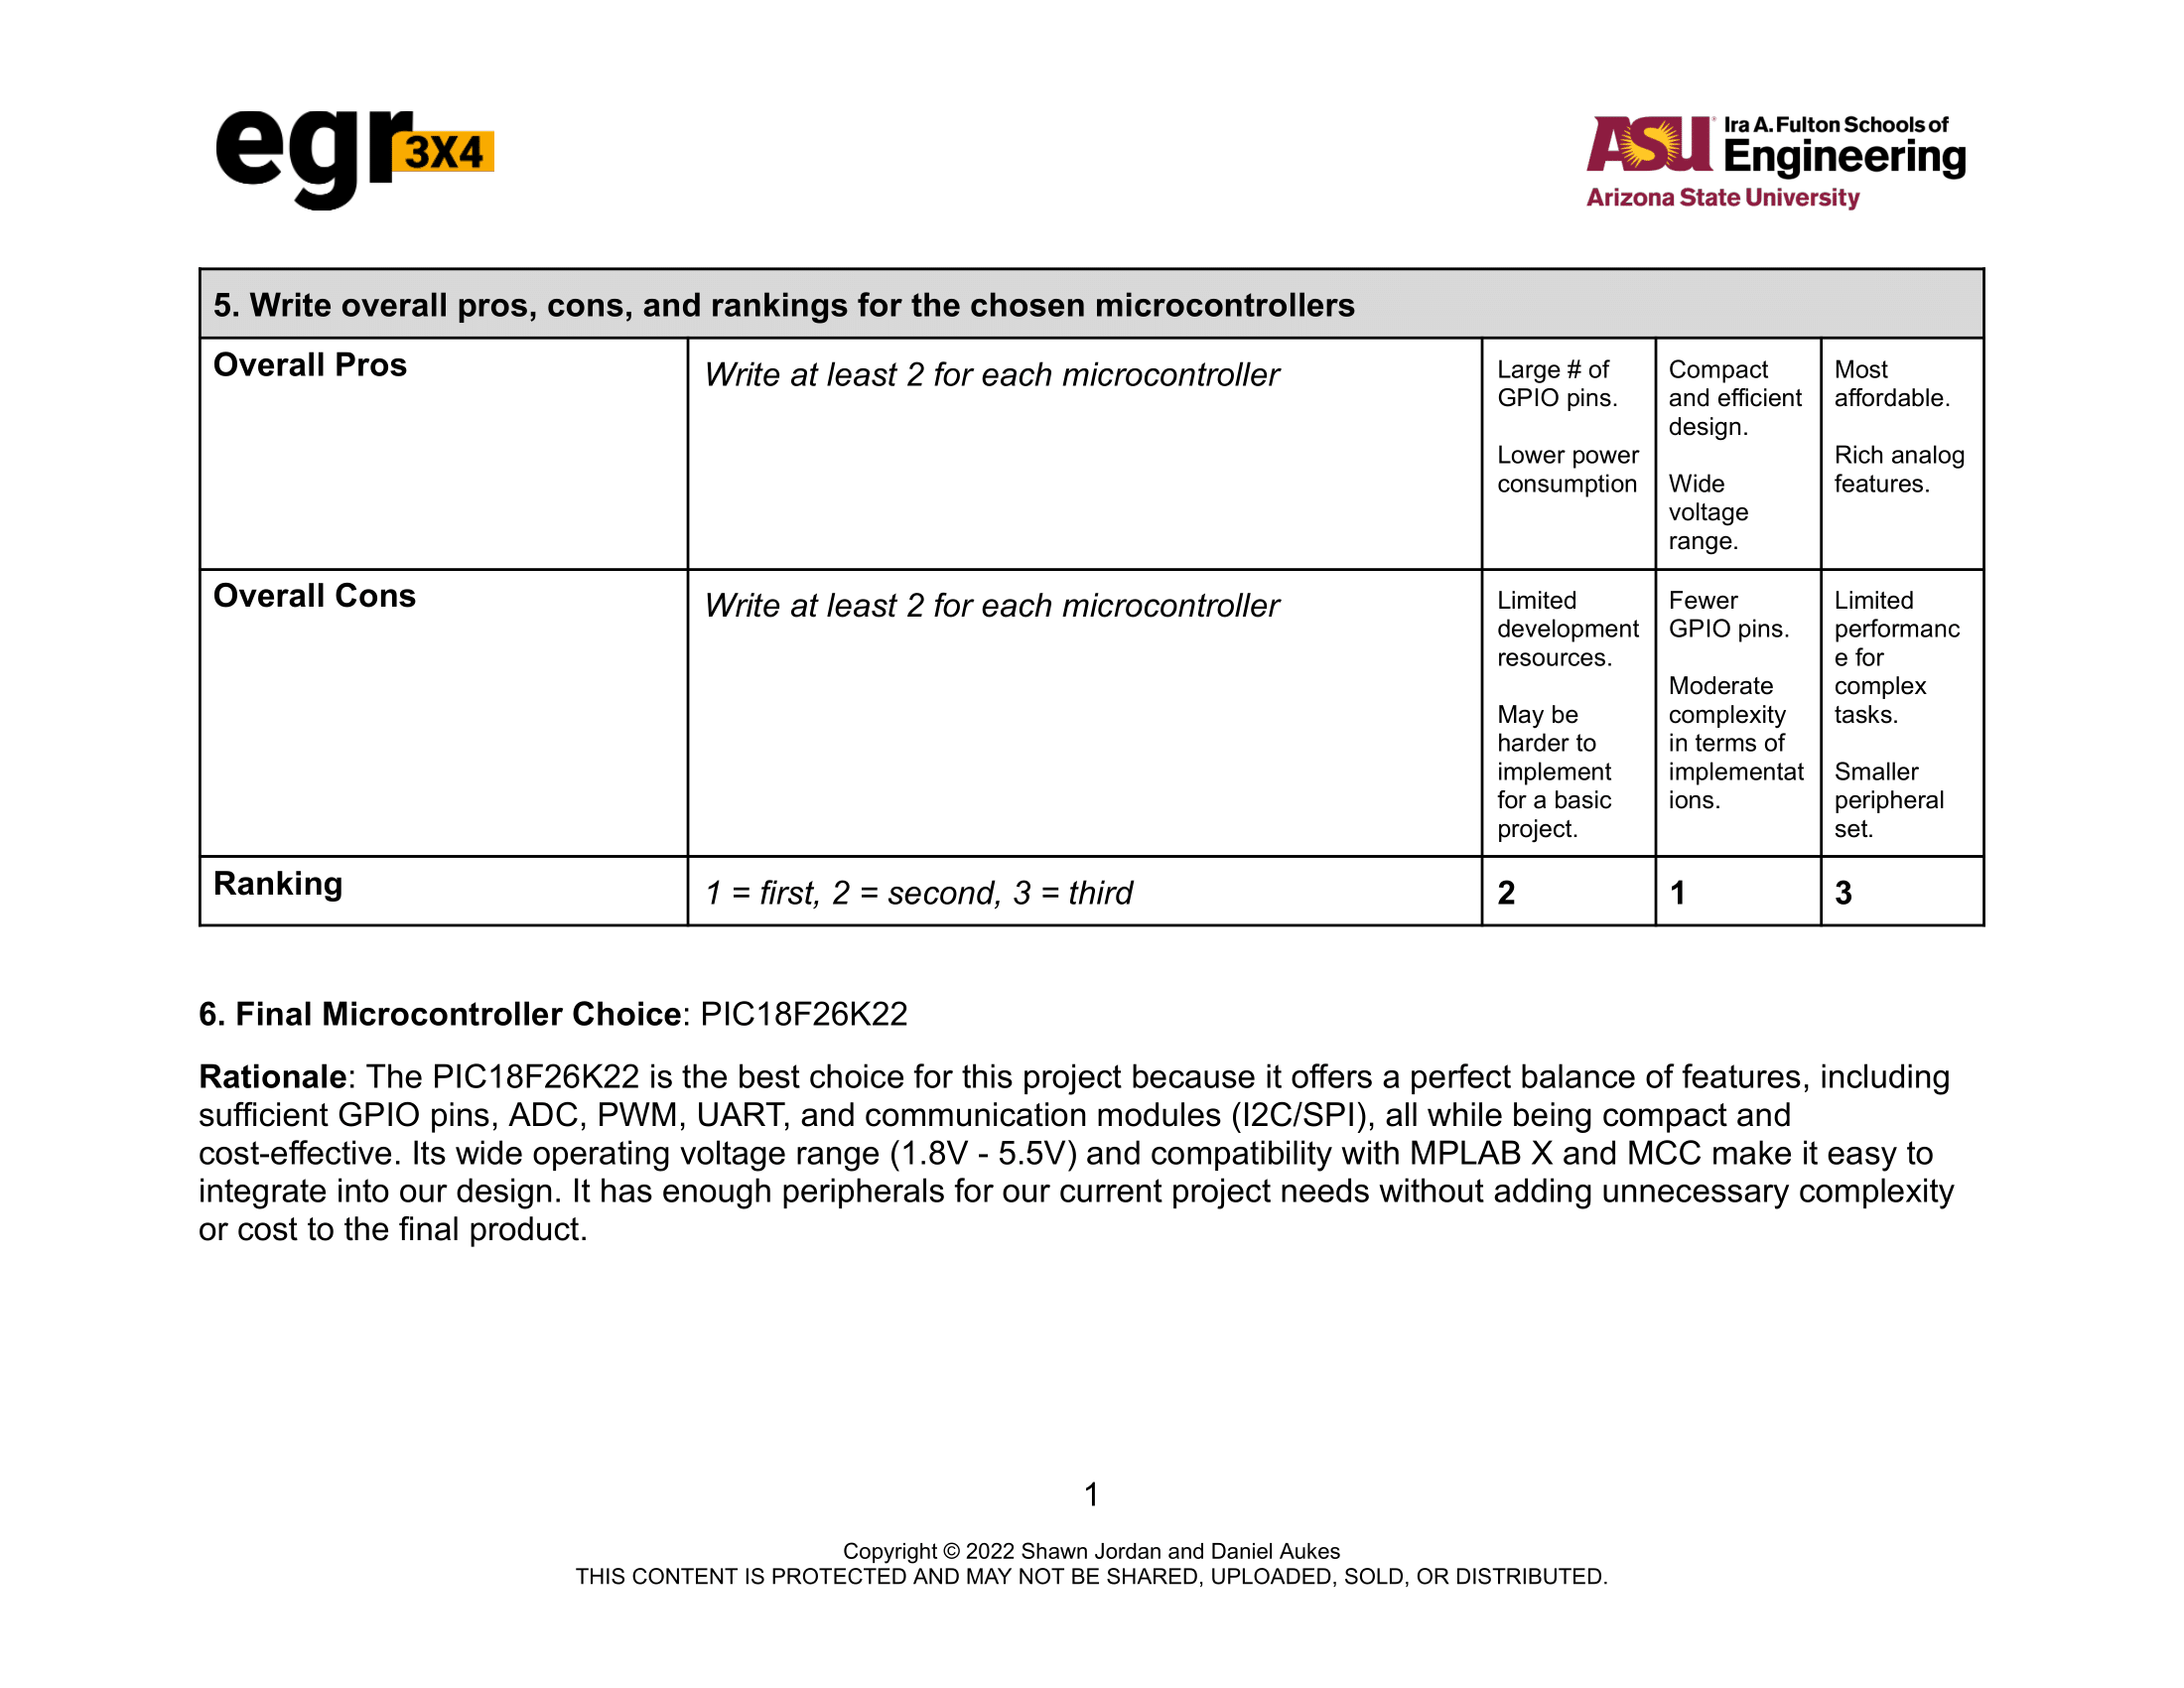 egr 3X4
ASU Ira A. Fulton Schools of
Engineering
Arizona State University
5. Write overall pros, cons, and rankings for the chosen microcontrollers
Overall Pros
Write at least 2 for each microcontroller
Large # of
GPIO pins.
Lower power
consumption
Compact
and efficient
design.
Wide
voltage
range.
Most
affordable.
Rich analog
features.
Overall Cons
Write at least 2 for each microcontroller
Limited
development
resources.
May be
harder to
implement
for a basic
project.
Fewer
GPIO pins.
Moderate
complexity
in terms of
implementat
ions.
Limited
performanc
e for
complex
tasks.
Smaller
peripheral
set.
Ranking
1 = first, 2 = second, 3 = third
2
1
3
6. Final Microcontroller Choice: PIC18F26K22
Rationale: The PIC18F26K22 is the best choice for this project because it offers a perfect balance of features, including
sufficient GPIO pins, ADC, PWM, UART, and communication modules (I2C/SPI), all while being compact and
cost-effective. Its wide operating voltage range (1.8V - 5.5V) and compatibility with MPLAB X and MCC make it easy to
integrate into our design. It has enough peripherals for our current project needs without adding unnecessary complexity
or cost to the final product.
1
Copyright © 2022 Shawn Jordan and Daniel Aukes
THIS CONTENT IS PROTECTED AND MAY NOT BE SHARED, UPLOADED, SOLD, OR DISTRIBUTED.